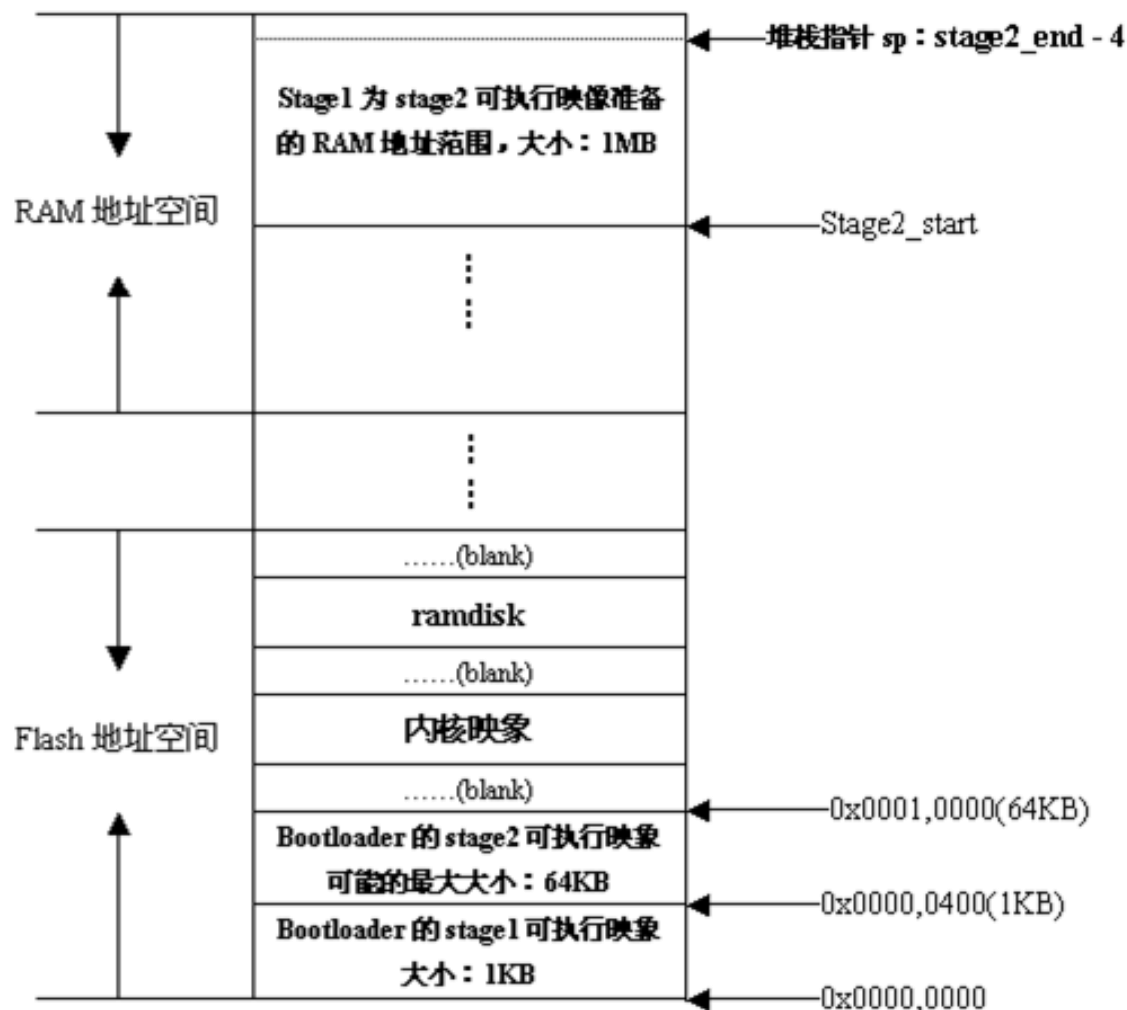 堆栈指针 sp：stage2_end - 4
Stage1 为 stage2 可执行映像准备
的 RAM 地址范围，大小：1MB
RAM 地址空间
Stage2_start
......(blank)
ramdisk
......(blank)
内核映象
Flash 地址空间
......(blank)
0x0001,0000(64KB)
Bootloader 的 stage2 可执行映象
可能的最大大小：64KB
0x0000,0400(1KB)
Bootloader 的 stage1 可执行映象
大小：1KB
0x0000,0000